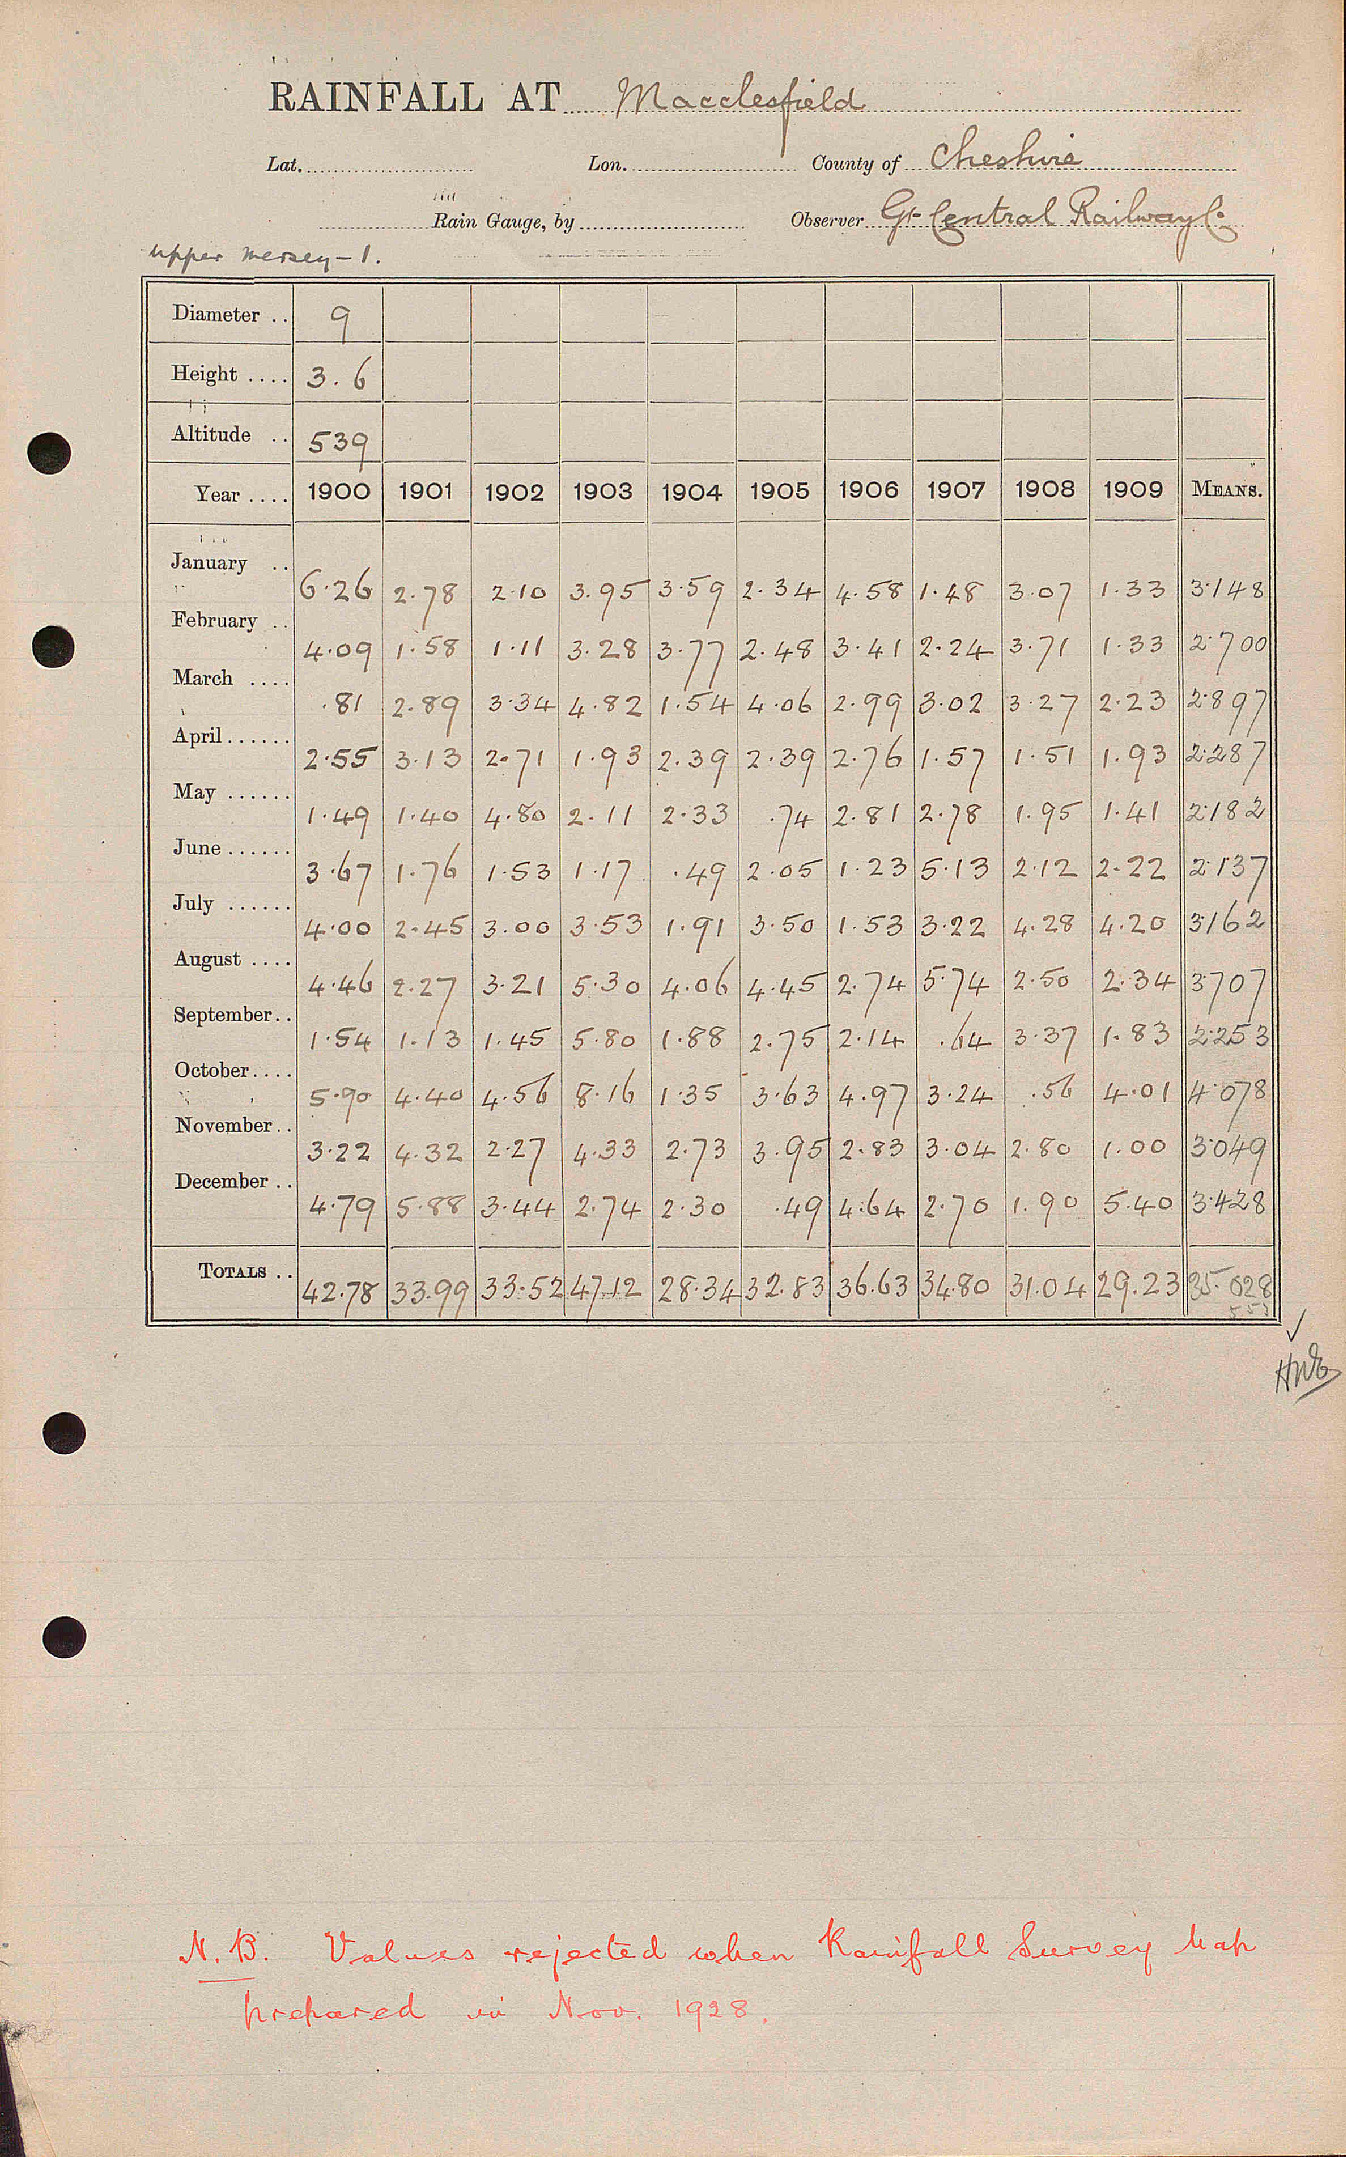 RAINFALL AT Macclesfield
Lat. Lon. County of Cheshire
Rain Gauge, by Observer Gt Central Railway Co.
Upper Mersey - 1.
Diameter .. 9
Height .... 3.6
Altitude .. 539
Year .... 1900 1901 1902 1903 1904 1905 1906 1907 1908 1909 MEANS.
January .. 6.26 2.78 2.10 3.95 3.59 2.34 4.58 1.48 3.07 1.33 3.148
February .. 4.09 1.58 1.11 3.28 3.77 2.48 3.41 2.24 3.71 1.33 2.700
March .... .81 2.89 3.34 4.82 1.54 4.06 2.99 3.02 3.27 2.23 2.897
April...... 2.55 3.13 2.71 1.93 2.39 2.39 2.76 1.57 1.51 1.93 2.287
May ...... 1.49 1.40 4.80 2.11 2.33 .74 2.81 2.78 1.95 1.41 2.182
June ...... 3.67 1.76 1.53 1.17 .49 2.05 1.23 5.13 2.12 2.22 2.137
July ...... 4.00 2.45 3.00 3.53 1.91 3.50 1.53 3.22 4.28 4.20 3.162
August .... 4.46 2.27 3.21 5.30 4.06 4.45 2.74 5.74 2.50 2.34 3.707
September.. 1.54 1.13 1.45 5.80 1.88 2.75 2.14 .64 3.37 1.83 2.253
October.... 5.90 4.40 4.56 8.16 1.35 3.63 4.97 3.24 .56 4.01 4.078
November.. 3.22 4.32 2.27 4.33 2.73 3.95 2.83 3.04 2.80 1.00 3.049
December .. 4.79 5.88 3.44 2.74 2.30 .49 4.64 2.70 1.90 5.40 3.428
TOTALS .. 42.78 33.99 33.52 47.12 28.34 32.83 36.63 34.80 31.04 29.23 35.028
N.B. Values rejected when Rainfall Survey Map
prepared in Nov. 1928.